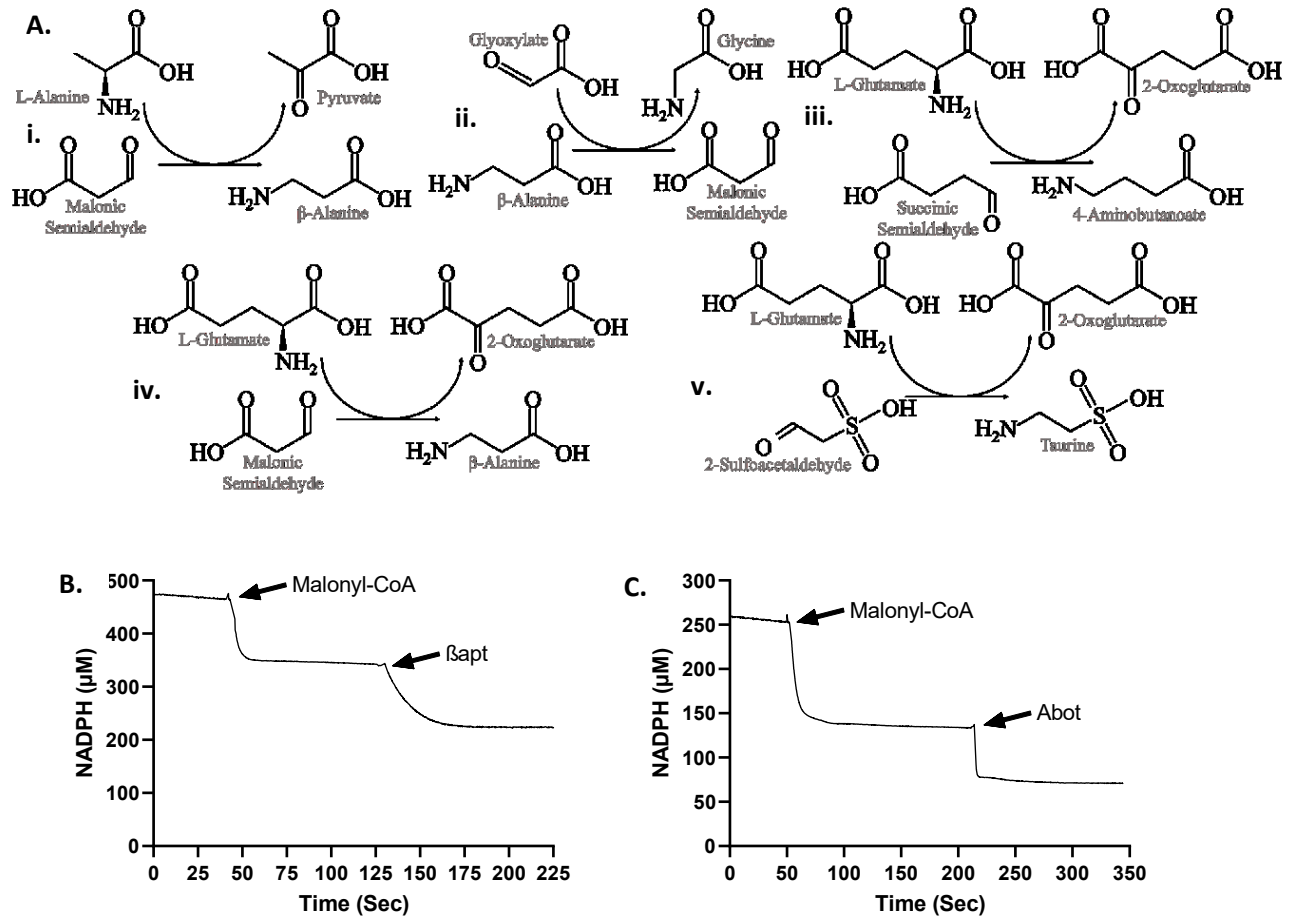 A.
O
OH
L-Alanine
NH₂
O
OH
O
Pyruvate
i.
O O
HO
Malonic
Semialdehyde
O
H₂N
OH
β-Alanine
Glyoxylate
O
O
OH
Glycine
O
OH
H₂N
ii.
O
H₂N
OH
β-Alanine
O O
HO
Malonic
Semialdehyde
O O
HO
OH
L-Glutamate
NH₂
O O
HO
OH
O
2-Oxoglutarate
iii.
O
HO
O
Succinic
Semialdehyde
O
H₂N
OH
4-Aminobutanoate
O O
HO
OH
L-Glutamate
NH₂
O O
HO
OH
O
2-Oxoglutarate
iv.
O O
HO
Malonic
Semialdehyde
O
H₂N
OH
β-Alanine
O O
HO
OH
L-Glutamate
NH₂
O O
HO
OH
O
2-Oxoglutarate
v.
O
OH
S
O
O
2-Sulfoacetaldehyde
O
OH
S
H₂N
O
Taurine
B.
NADPH (µM)
500
400
300
200
100
0
Malonyl-CoA
ßapt
0 25 50 75 100 125 150 175 200 225
Time (Sec)
C.
NADPH (µM)
300
250
200
150
100
50
0
Malonyl-CoA
Abot
0 50 100 150 200 250 300 350
Time (Sec)